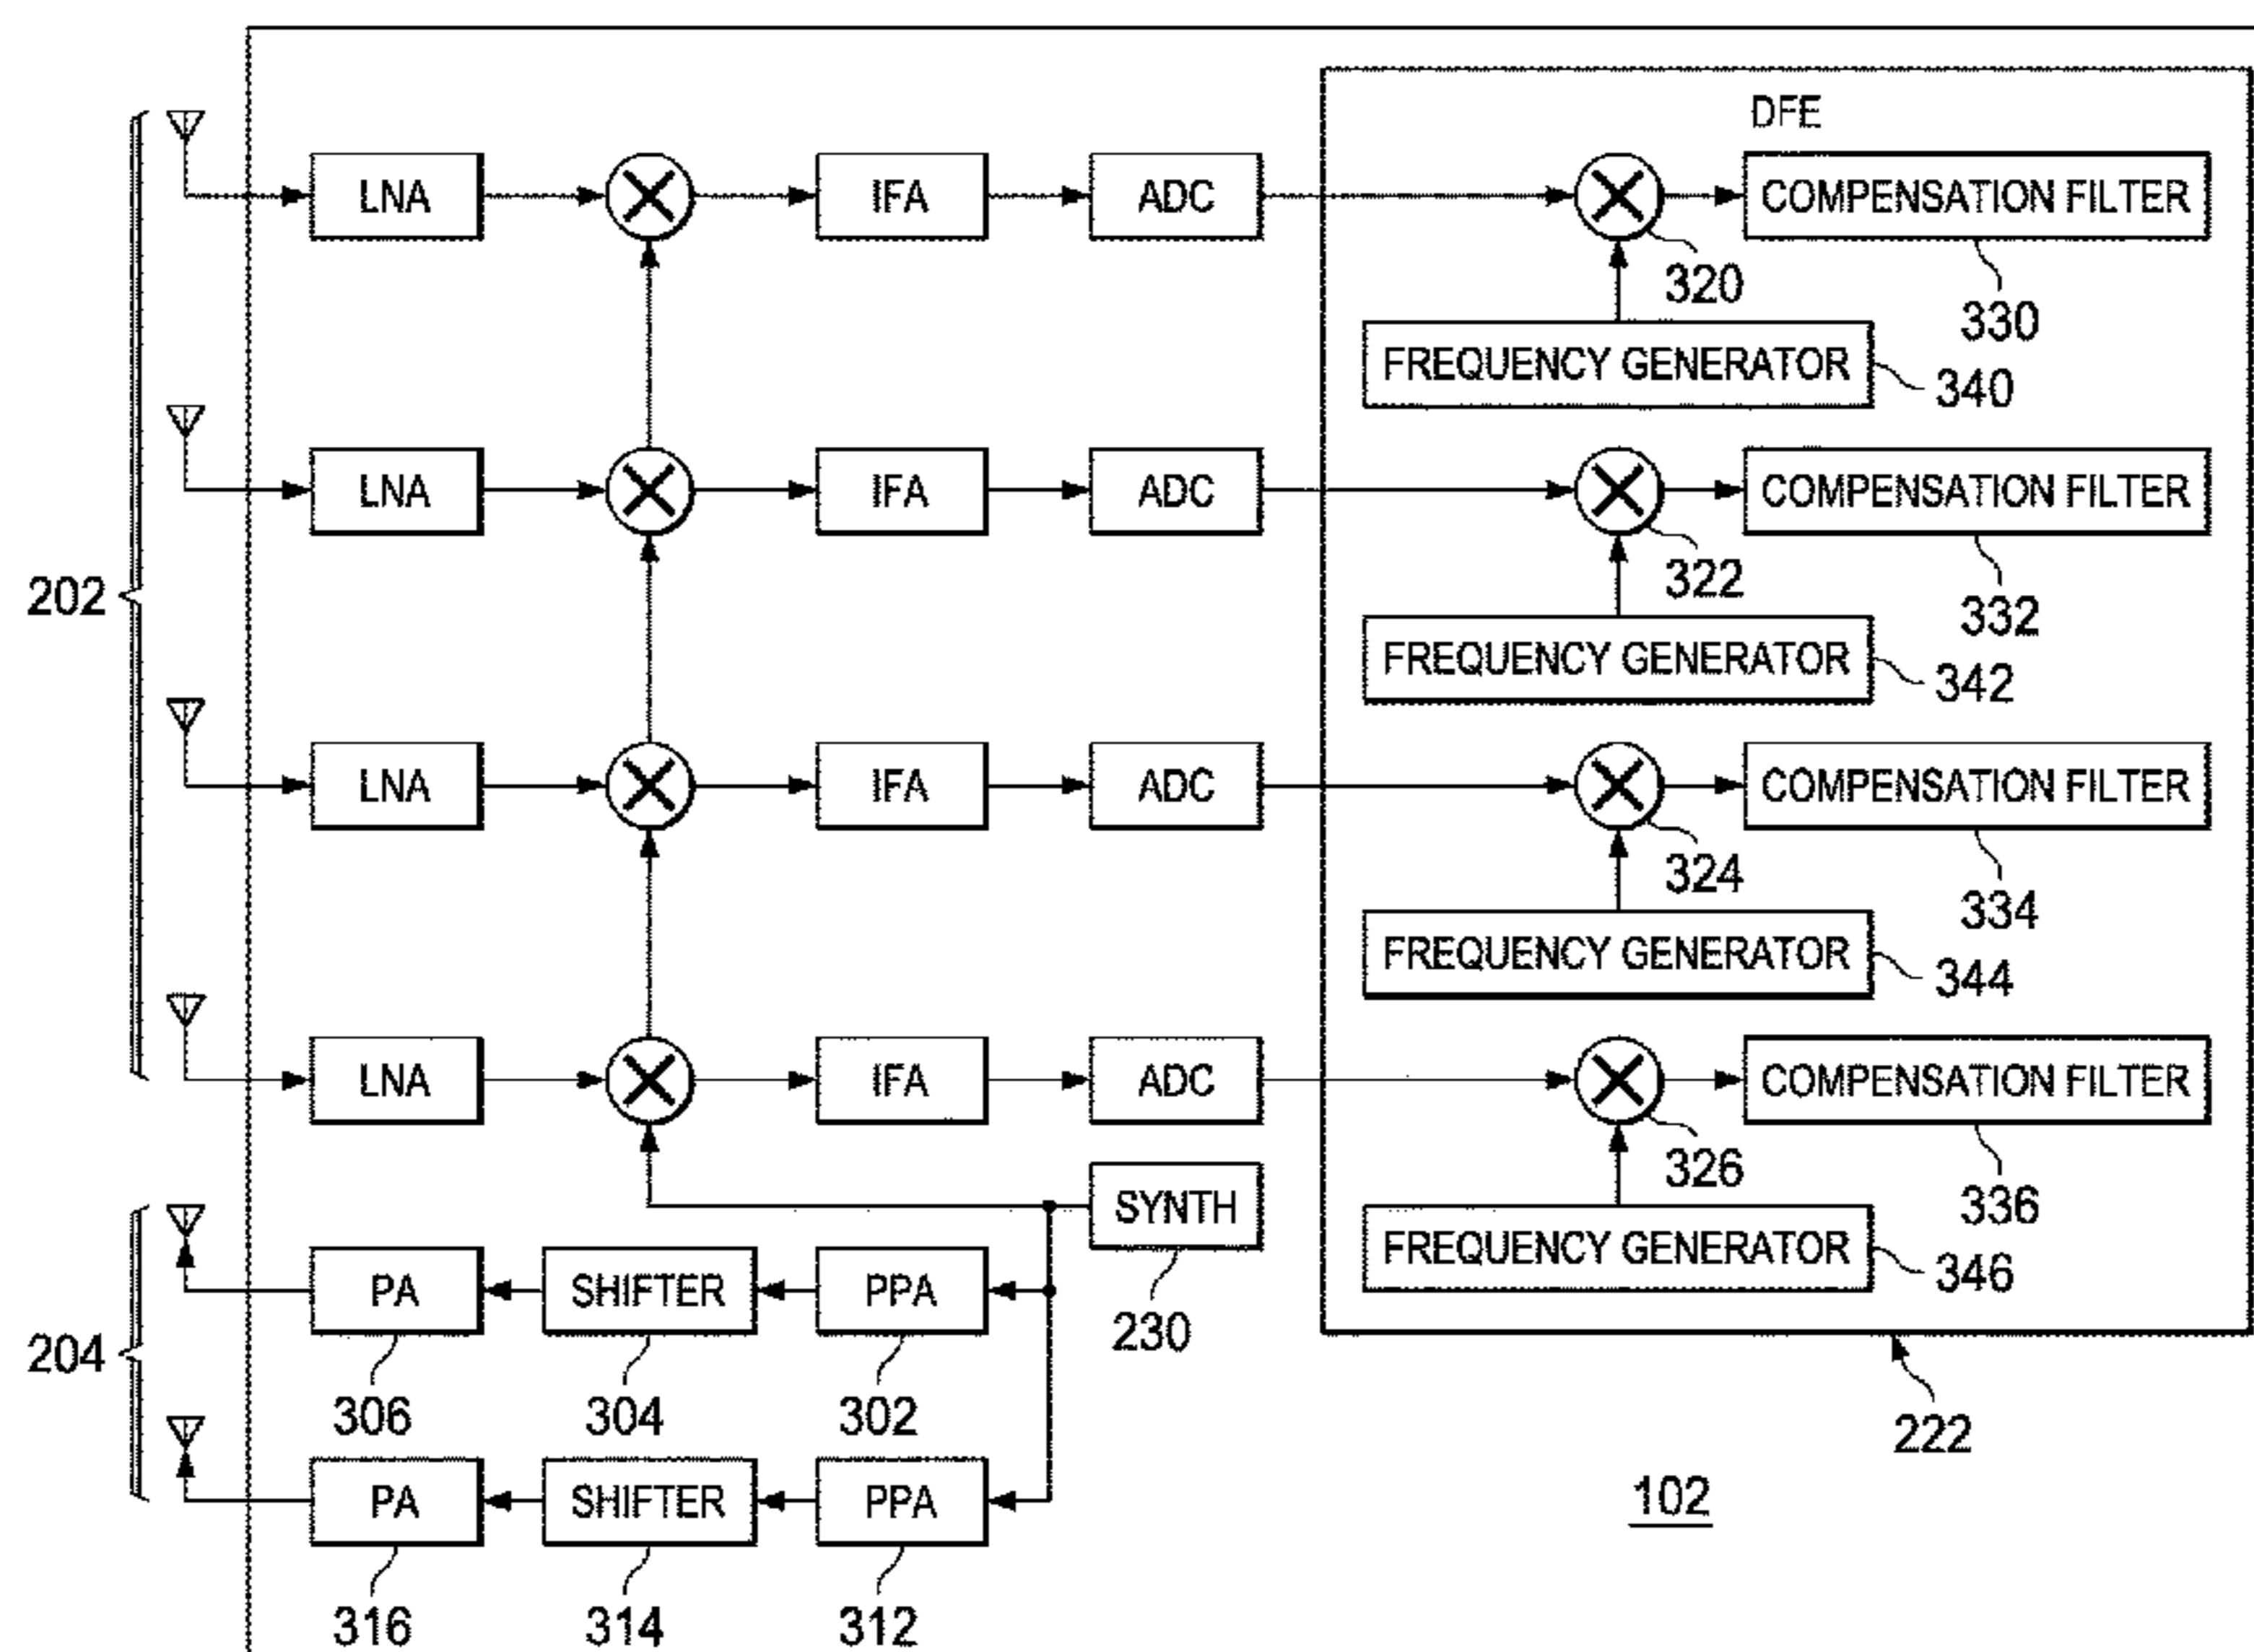 DFE
LNA IFA ADC COMPENSATION FILTER
320
330
FREQUENCY GENERATOR 340
LNA IFA ADC COMPENSATION FILTER
322
202
332
FREQUENCY GENERATOR 342
LNA IFA ADC COMPENSATION FILTER
324
334
FREQUENCY GENERATOR 344
LNA IFA ADC COMPENSATION FILTER
326
SYNTH
336
FREQUENCY GENERATOR 346
PA SHIFTER PPA
230
204
306 304 302
222
PA SHIFTER PPA
102
316 314 312